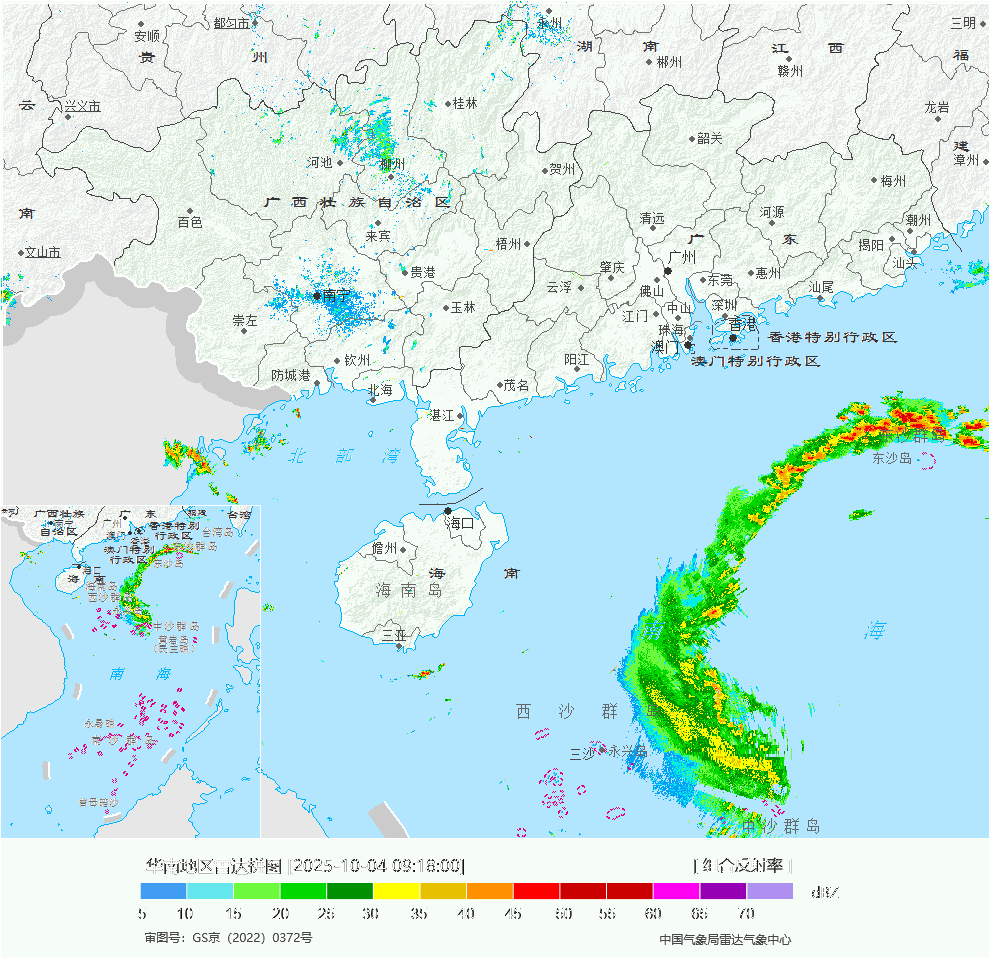 安顺
都匀市
永州
三明
贵 州
湖 南
江 西
福
郴州
赣州
云
兴义市
桂林
龙岩
韶关
建
漳州
河池
柳州
贺州
梅州
广 西 壮 族 自 治 区
南
百色
清远
河源
潮州
来宾
梧州
广 东
揭阳
文山市
广州
汕头
贵港
肇庆
东莞
惠州
南宁
云浮
佛山
汕尾
崇左
玉林
江门
中山
深圳
珠海
香港
香港特别行政区
澳门
澳门特别行政区
钦州
阳江
防城港
北海
茂名
湛江
北 部 湾
东沙岛
海口
儋州
海 南
海 南 岛
三亚
海
西 沙 群
三沙
永兴岛
中沙群岛
广西壮族
自治区
广 东
广州
香港特别
行政区
澳门特别
行政区
台湾
台湾岛
东沙岛
海口
海 南
海南岛
西沙群
中沙群岛
黄岩岛
(民主礁)
南 海
永暑礁
南沙群岛
曾母暗沙
华南地区雷达拼图 [2025-10-04 09:18:00]
[组合反射率]
dBZ
5 10 15 20 25 30 35 40 45 50 55 60 65 70
审图号：GS京（2022）0372号
中国气象局雷达气象中心